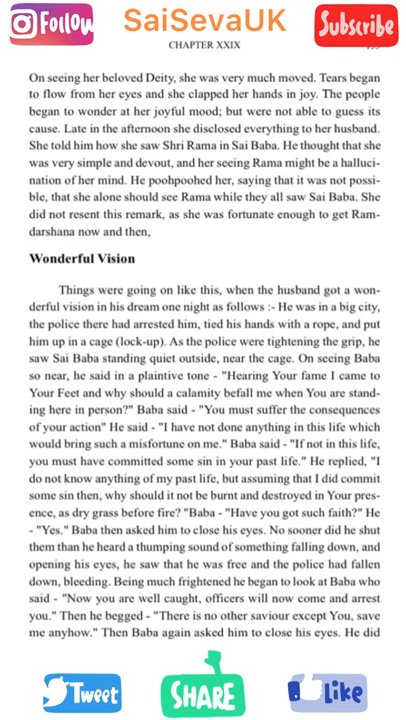 Follow
SaiSevaUK
Subscribe
CHAPTER XXIX
On seeing her beloved Deity, she was very much moved. Tears began
to flow from her eyes and she clapped her hands in joy. The people
began to wonder at her joyful mood; but were not able to guess its
cause. Late in the afternoon she disclosed everything to her husband.
She told him how she saw Shri Rama in Sai Baba. He thought that she
was very simple and devout, and her seeing Rama might be a halluci-
nation of her mind. He poohpoohed her, saying that it was not possi-
ble, that she alone should see Rama while they all saw Sai Baba. She
did not resent this remark, as she was fortunate enough to get Ram-
darshana now and then,
Wonderful Vision
Things were going on like this, when the husband got a won-
derful vision in his dream one night as follows :- He was in a big city,
the police there had arrested him, tied his hands with a rope, and put
him up in a cage (lock-up). As the police were tightening the grip, he
saw Sai Baba standing quiet outside, near the cage. On seeing Baba
so near, he said in a plaintive tone - "Hearing Your fame I came to
Your Feet and why should a calamity befall me when You are stand-
ing here in person?" Baba said - "You must suffer the consequences
of your action" He said - "I have not done anything in this life which
would bring such a misfortune on me." Baba said - "If not in this life,
you must have committed some sin in your past life." He replied, "I
do not know anything of my past life, but assuming that I did commit
some sin then, why should it not be burnt and destroyed in Your pres-
ence, as dry grass before fire? "Baba - "Have you got such faith?" He
- "Yes." Baba then asked him to close his eyes. No sooner did he shut
them than he heard a thumping sound of something falling down, and
opening his eyes, he saw that he was free and the police had fallen
down, bleeding. Being much frightened he began to look at Baba who
said - "Now you are well caught, officers will now come and arrest
you." Then he begged - "There is no other saviour except You, save
me anyhow." Then Baba again asked him to close his eyes. He did
Tweet
SHARE
Like